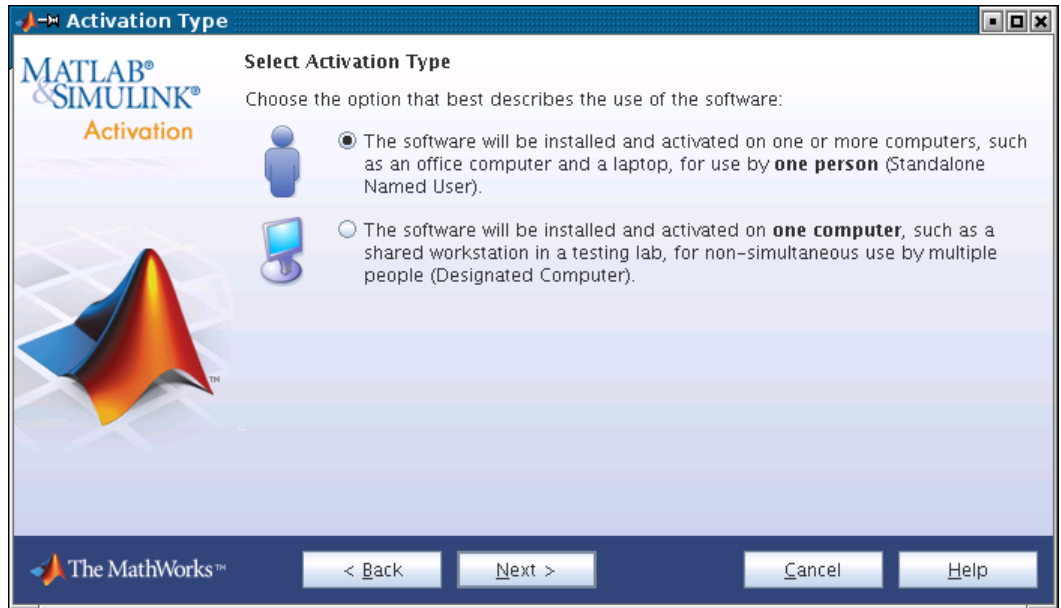 Activation Type
MATLAB®
&SIMULINK®
Activation
Select Activation Type
Choose the option that best describes the use of the software:
The software will be installed and activated on one or more computers, such
as an office computer and a laptop, for use by one person (Standalone
Named User).
The software will be installed and activated on one computer, such as a
shared workstation in a testing lab, for non-simultaneous use by multiple
people (Designated Computer).
TM
The MathWorks™
< Back
Next >
Cancel
Help